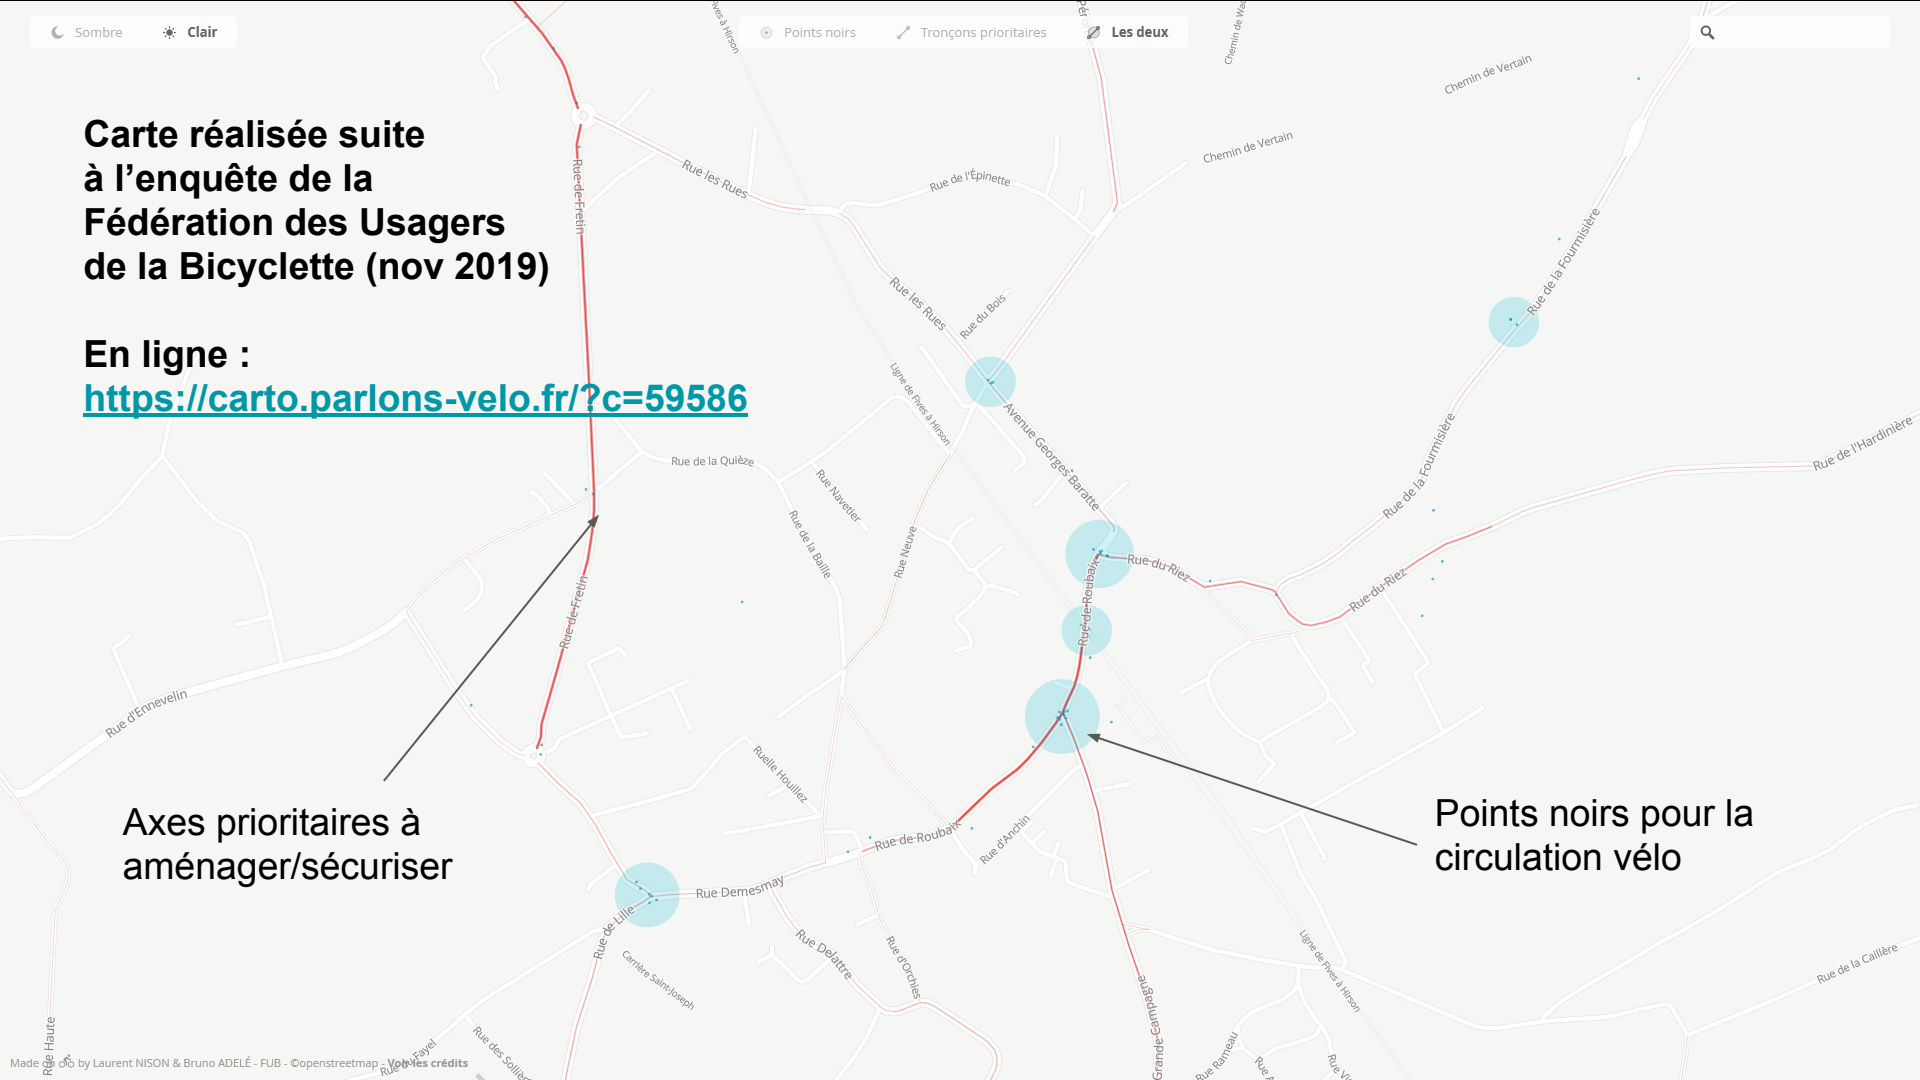 Sombre
Clair
Points noirs
Tronçons prioritaires
Les deux
Carte réalisée suite
à l’enquête de la
Fédération des Usagers
de la Bicyclette (nov 2019)
En ligne :
https://carto.parlons-velo.fr/?c=59586
Axes prioritaires à
aménager/sécuriser
Points noirs pour la
circulation vélo
Chemin de Vertain
Chemin de Vertain
Rue de Fretin
Rue les Rues
Rue de l'Épinette
Rue les Rues
Rue du Bois
Rue de la Fourmisière
Ligne de Fives à Hirson
Avenue Georges Baratte
Rue de la Fourmisière
Rue de l'Hardinière
Rue de la Quièze
Rue Navetier
Rue de la Baille
Rue Neuve
Rue du Riez
Rue de Roubaix
Rue du Riez
Rue de Fretin
Rue d'Ennevelin
Ruelle Houillez
Rue de Roubaix
Rue d'Anchin
Rue Demesmay
Rue de Lille
Rue Delattre
Rue d'Orchies
Carrière Saint-Joseph
Ligne de Fives à Hirson
Rue de la Caillère
Grande Campagne
Rue Rameau
Rue Haute
by Laurent NISON & Bruno ADELÉ - FUB - ©openstreetmap - Voir les crédits